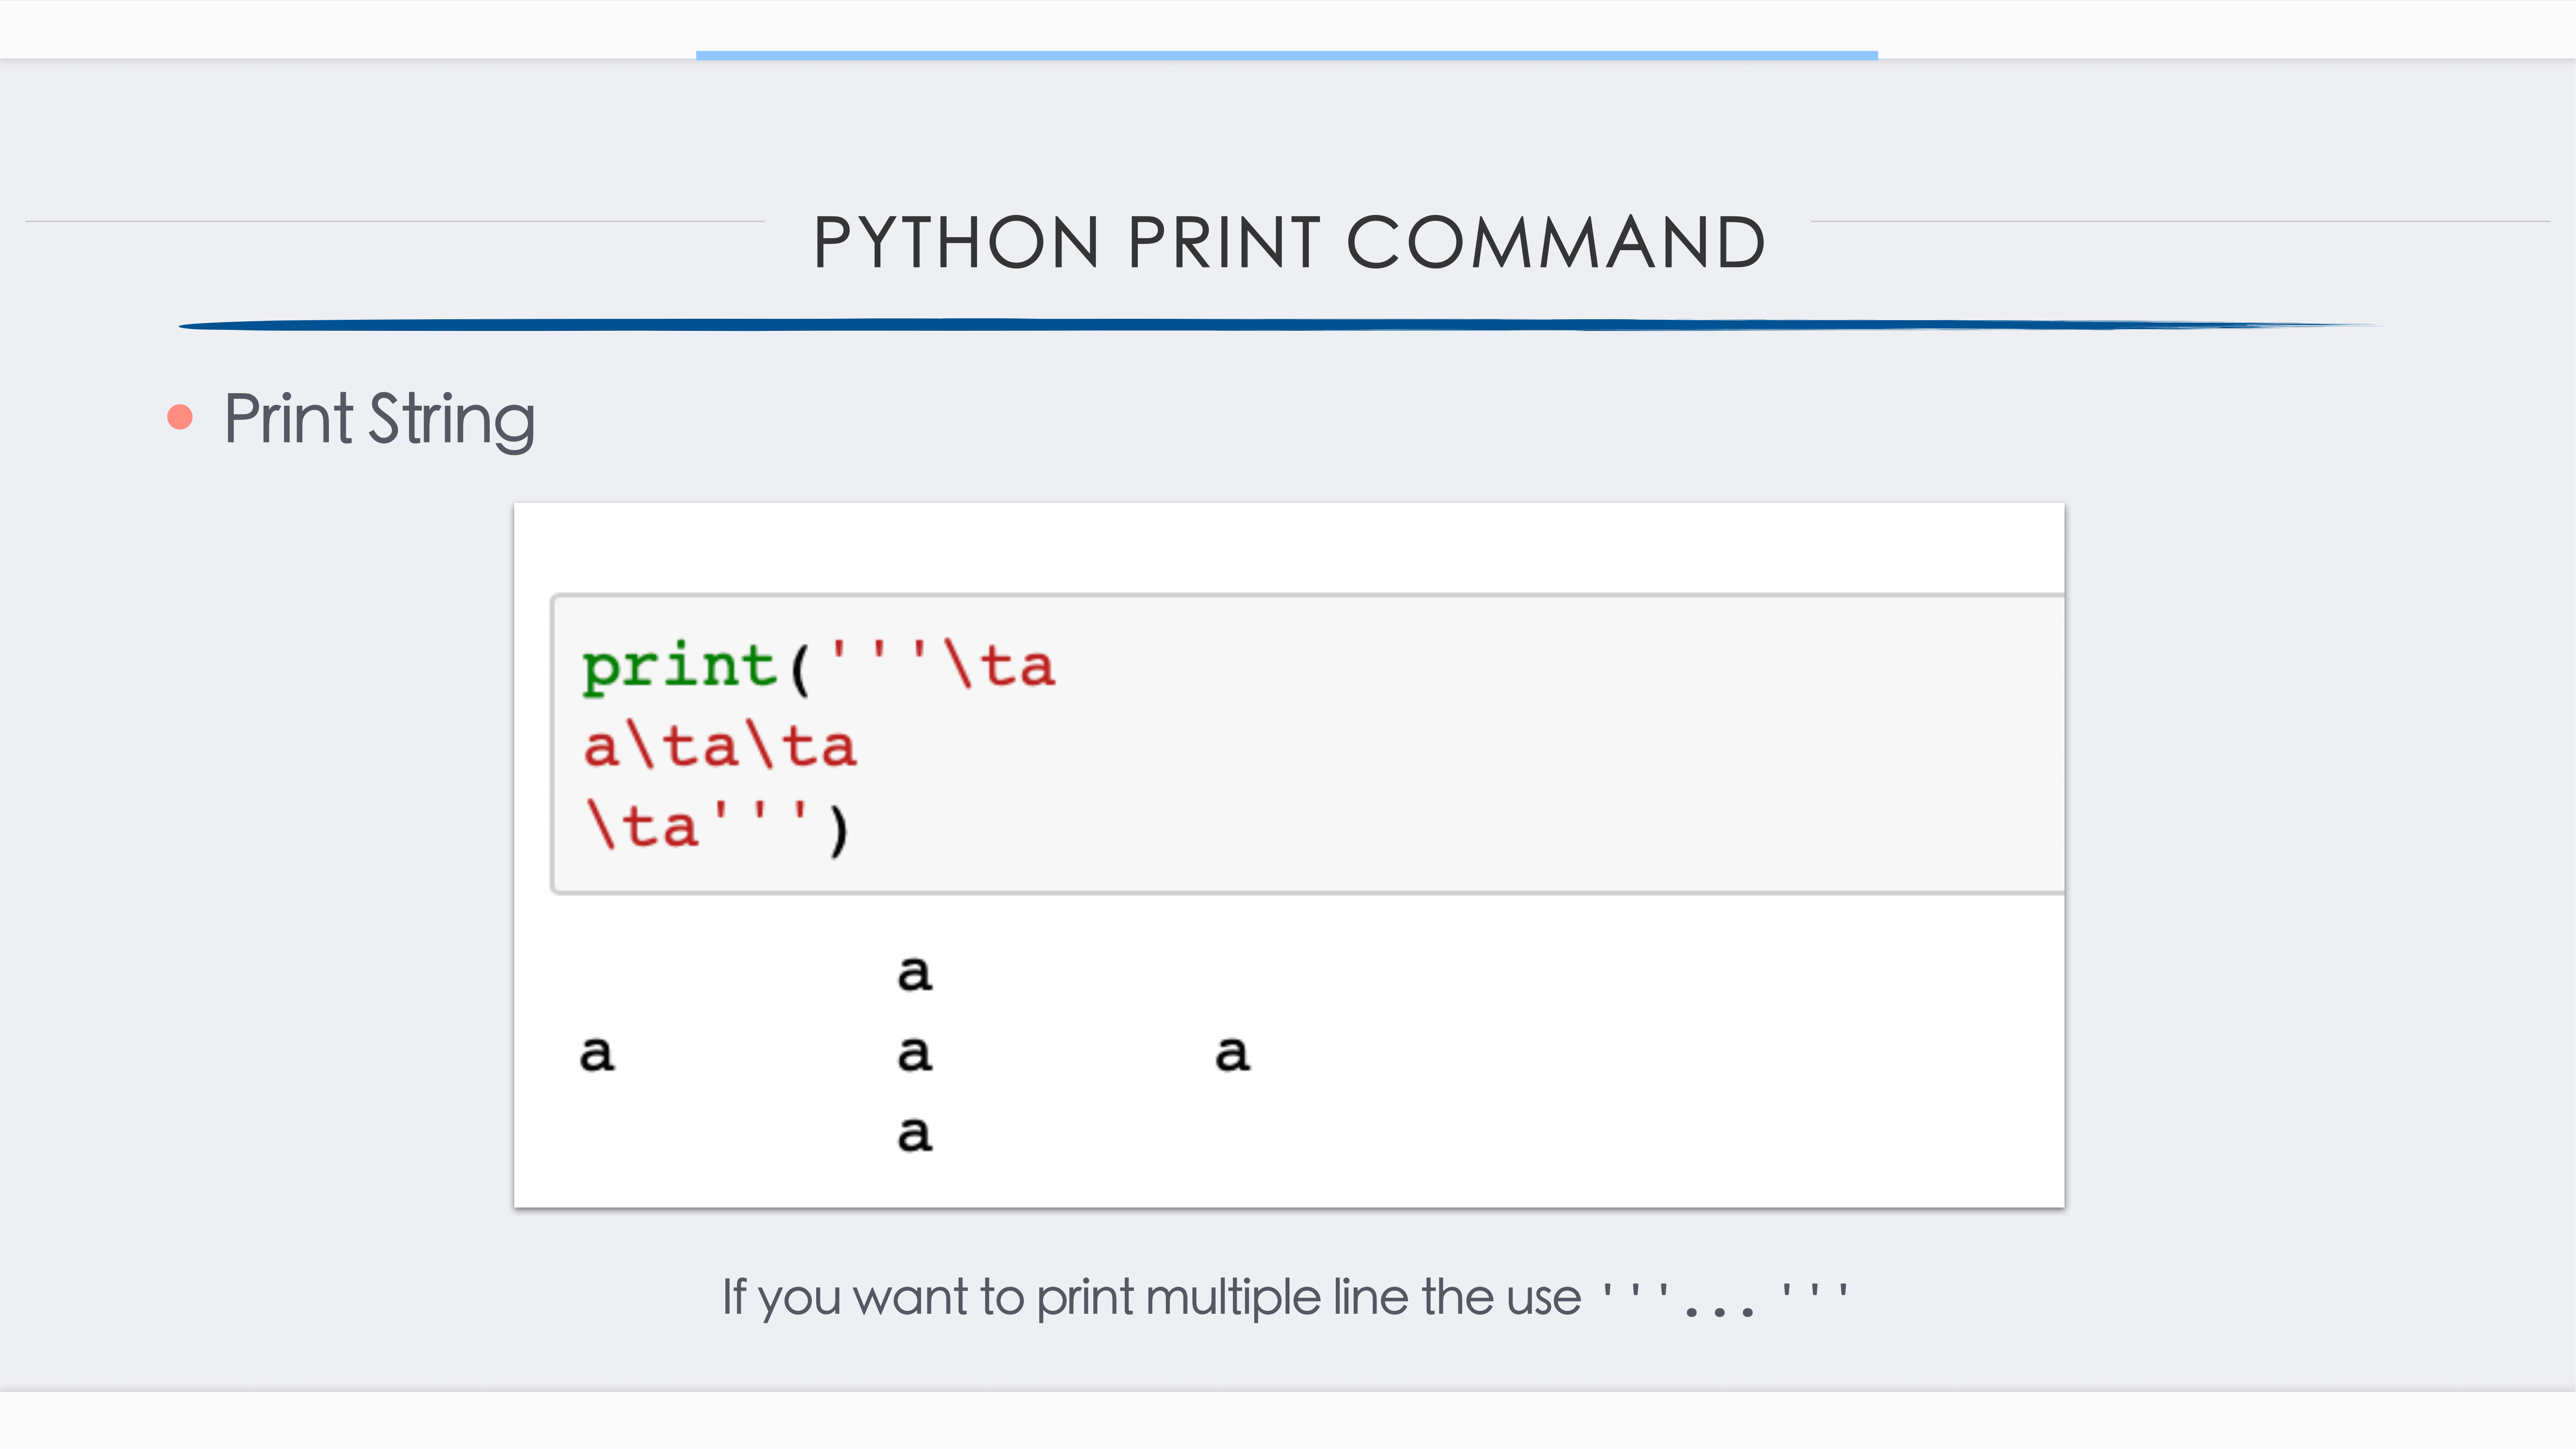 PYTHON PRINT COMMAND
Print String
print('''\ta
a\ta\ta
\ta''')
a
a a a
a
If you want to print multiple line the use '''...'''